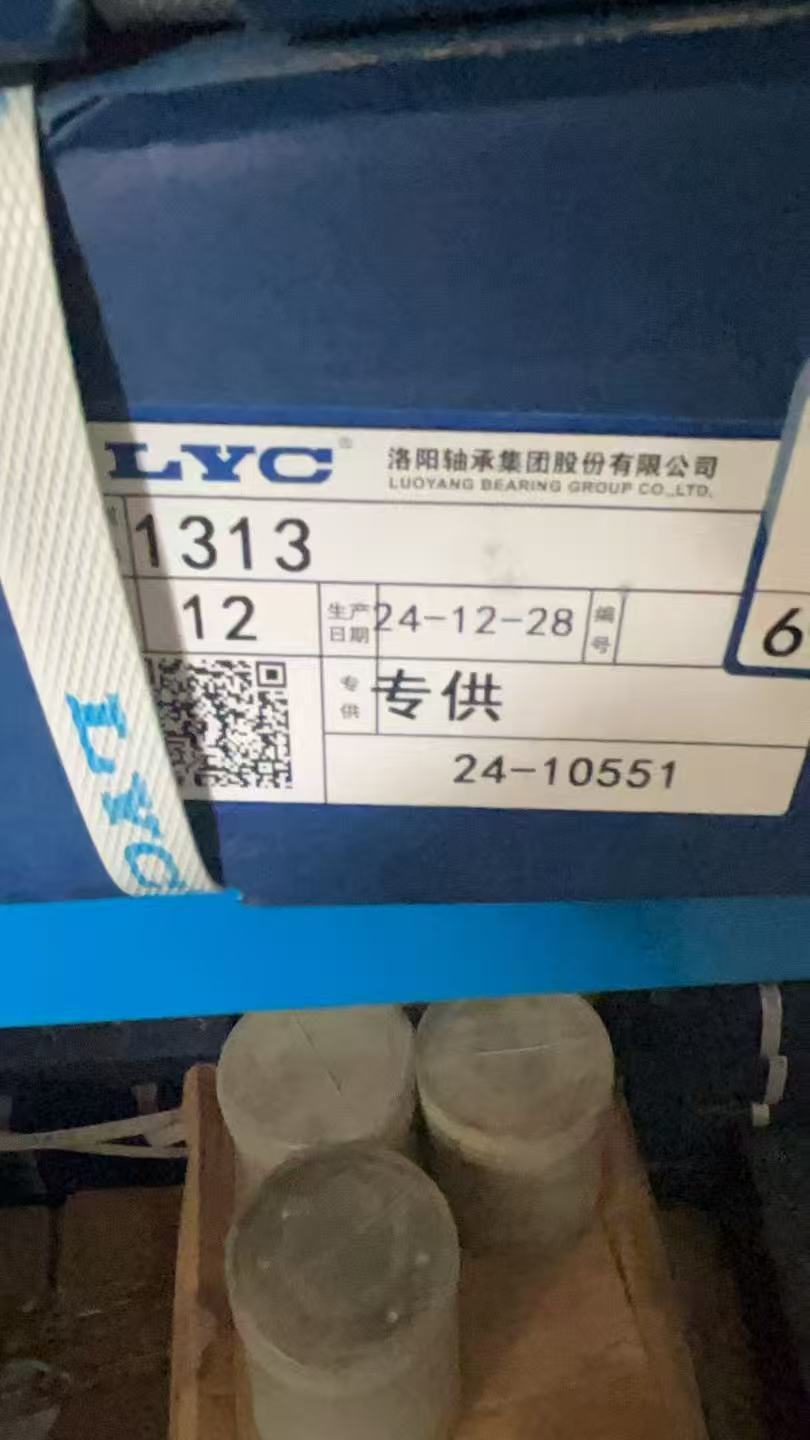 LYC®
洛阳轴承集团股份有限公司
LUOYANG BEARING GROUP CO.,LTD.
1313
12
生产日期
24-12-28
编号
6
专供
专供
24-10551
LYC